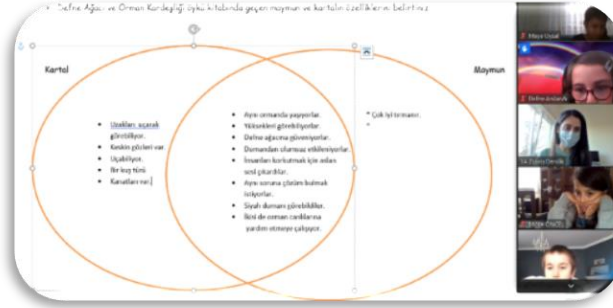 Defne Ağacı ve Orman Kardeşliği öykü kitabında geçen maymun ve kartalın özelliklerini belirtiniz
Kartal
Maymun
• Uzakları uçarak
görebiliyor.
• Keskin gözleri var.
• Uçabiliyor.
• Bir kuş türü.
• Kanatları var.
• Aynı ormanda yaşıyorlar.
• Yüksekleri görebiliyorlar.
• Defne ağacına güveniyorlar.
• Dumandan olumsuz etkileniyorlar.
• İnsanları korkutmak için aslan
sesi çıkardılar.
• Aynı soruna çözüm bulmak
istiyorlar.
• Siyah dumanı görebildiler.
• İkisi de orman canlılarına
yardım etmeye çalışıyor.
* Çok iyi tırmanır.
*